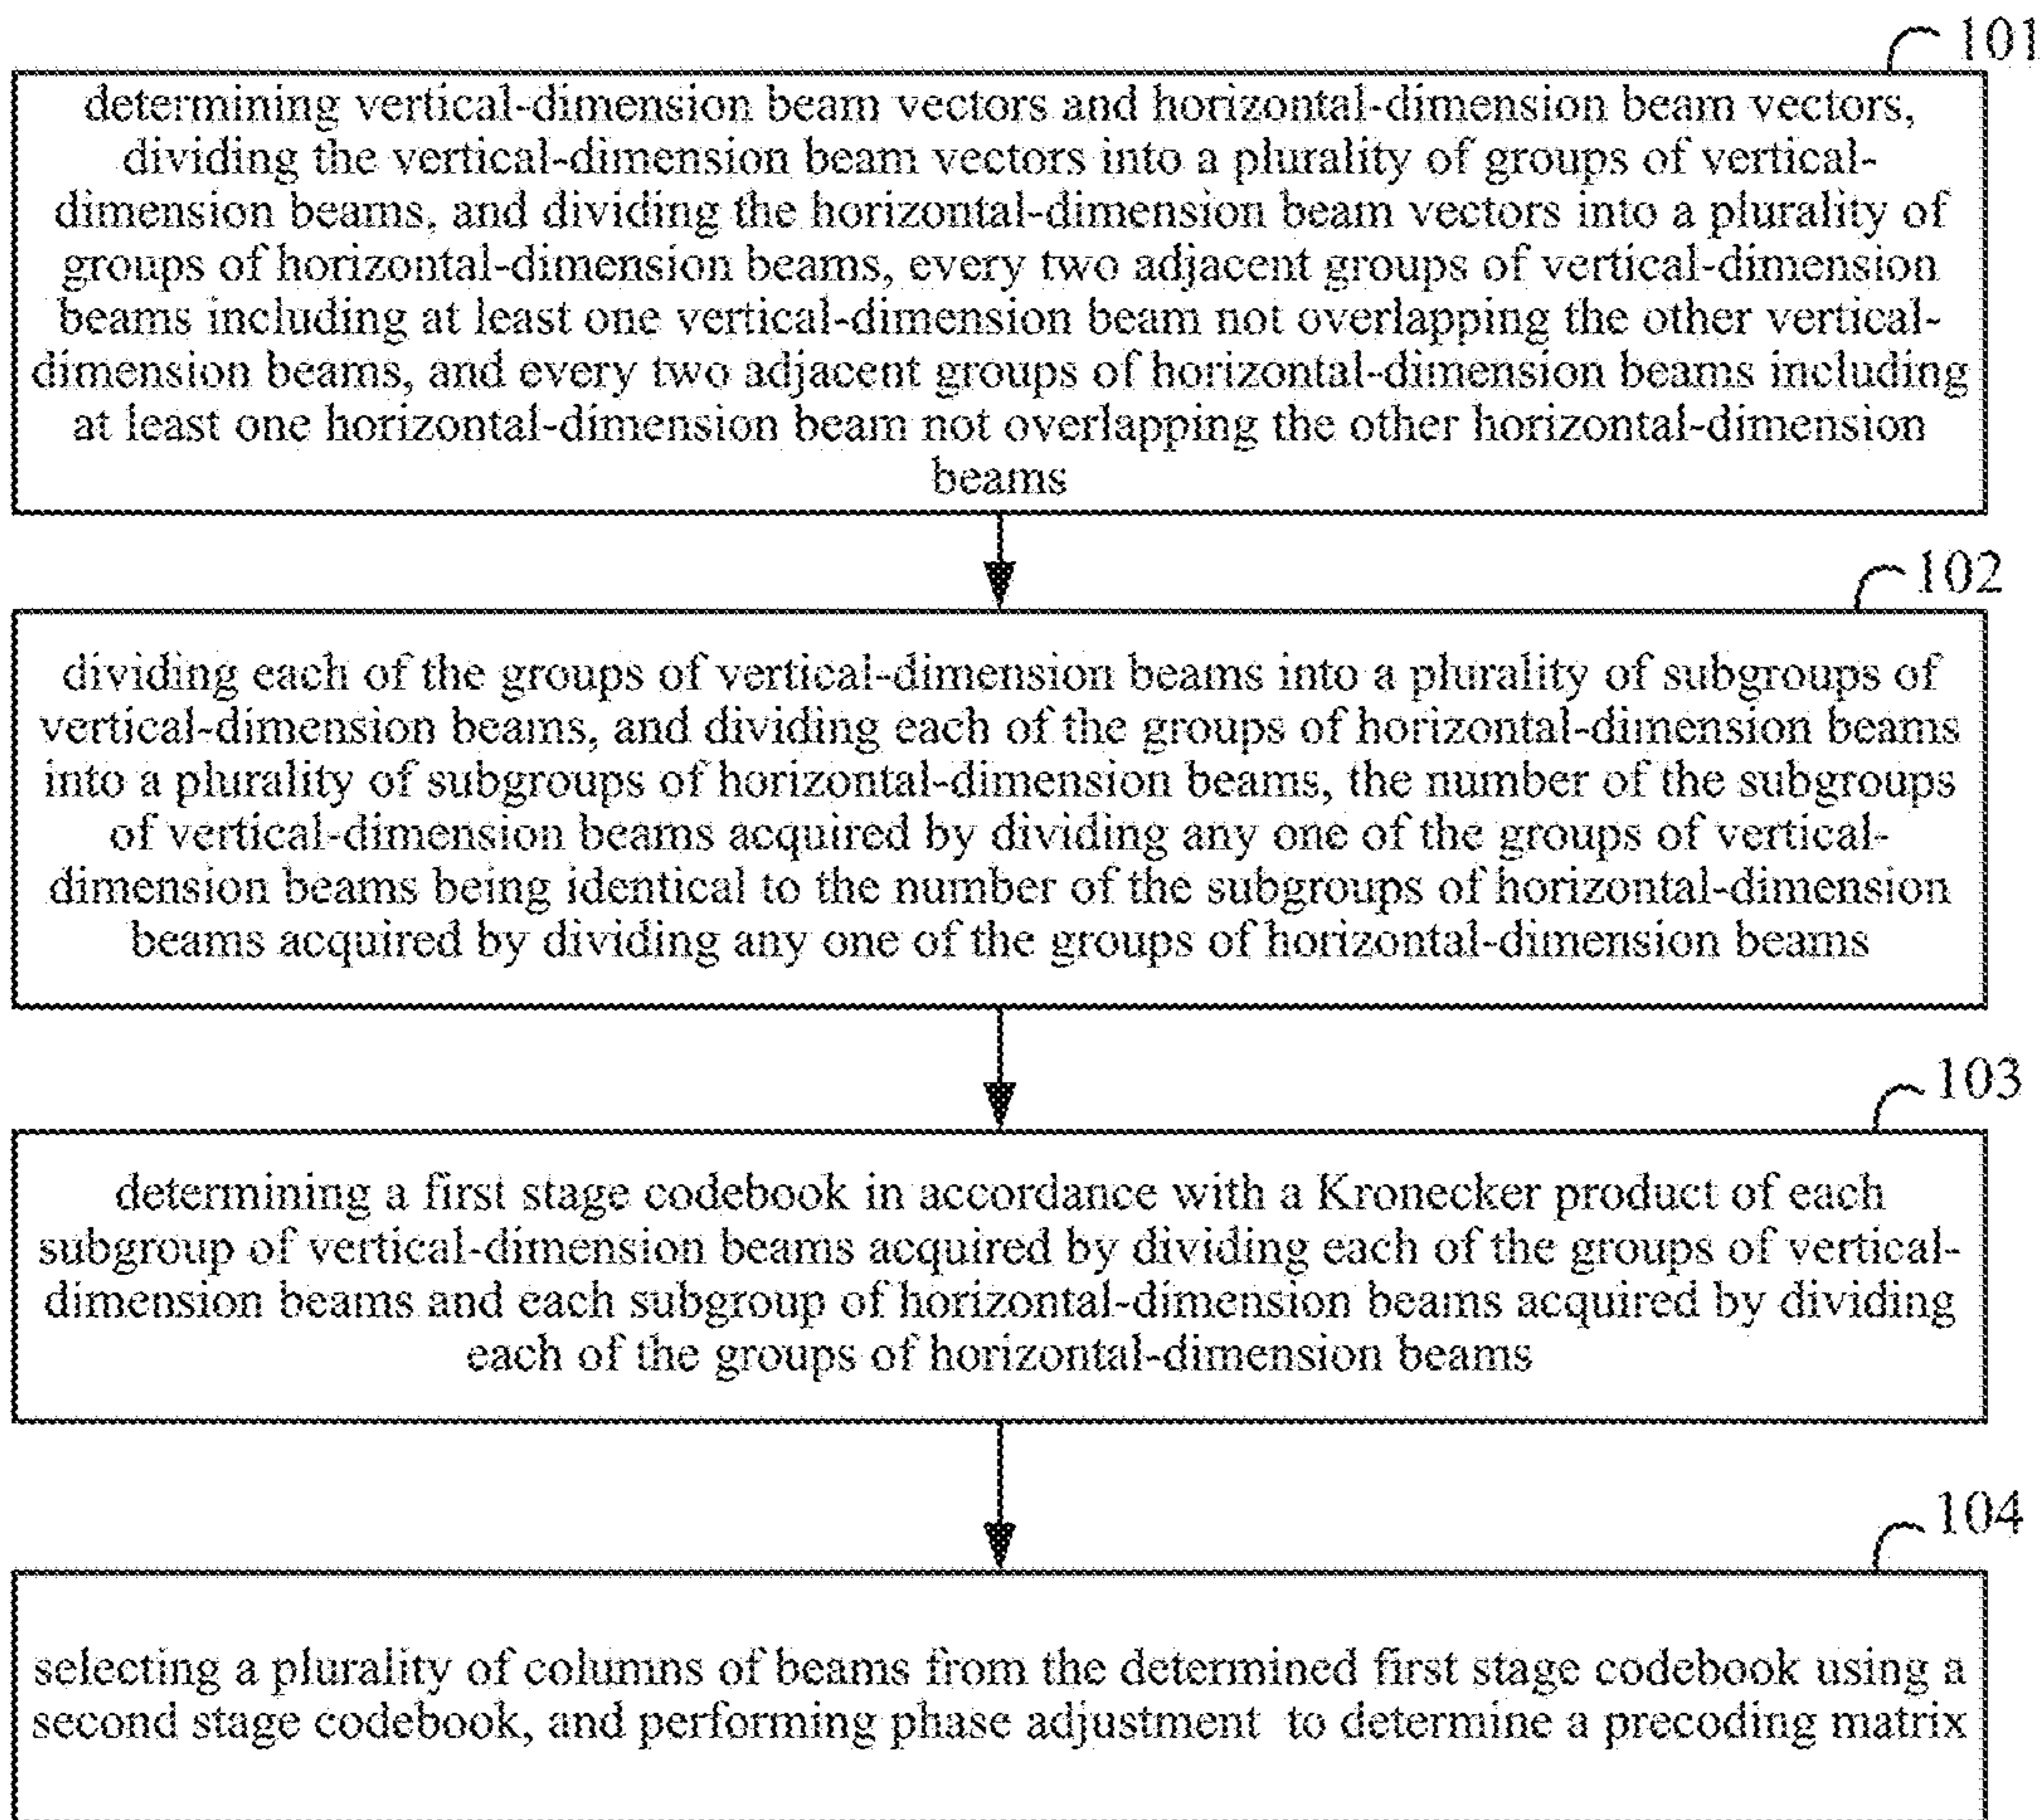 101
determining vertical-dimension beam vectors and horizontal-dimension beam vectors,
dividing the vertical-dimension beam vectors into a plurality of groups of vertical-
dimension beams, and dividing the horizontal-dimension beam vectors into a plurality of
groups of horizontal-dimension beams, every two adjacent groups of vertical-dimension
beams including at least one vertical-dimension beam not overlapping the other vertical-
dimension beams, and every two adjacent groups of horizontal-dimension beams including
at least one horizontal-dimension beam not overlapping the other horizontal-dimension
beams
102
dividing each of the groups of vertical-dimension beams into a plurality of subgroups of
vertical-dimension beams, and dividing each of the groups of horizontal-dimension beams
into a plurality of subgroups of horizontal-dimension beams, the number of the subgroups
of vertical-dimension beams acquired by dividing any one of the groups of vertical-
dimension beams being identical to the number of the subgroups of horizontal-dimension
beams acquired by dividing any one of the groups of horizontal-dimension beams
103
determining a first stage codebook in accordance with a Kronecker product of each
subgroup of vertical-dimension beams acquired by dividing each of the groups of vertical-
dimension beams and each subgroup of horizontal-dimension beams acquired by dividing
each of the groups of horizontal-dimension beams
104
selecting a plurality of columns of beams from the determined first stage codebook using a
second stage codebook, and performing phase adjustment to determine a precoding matrix